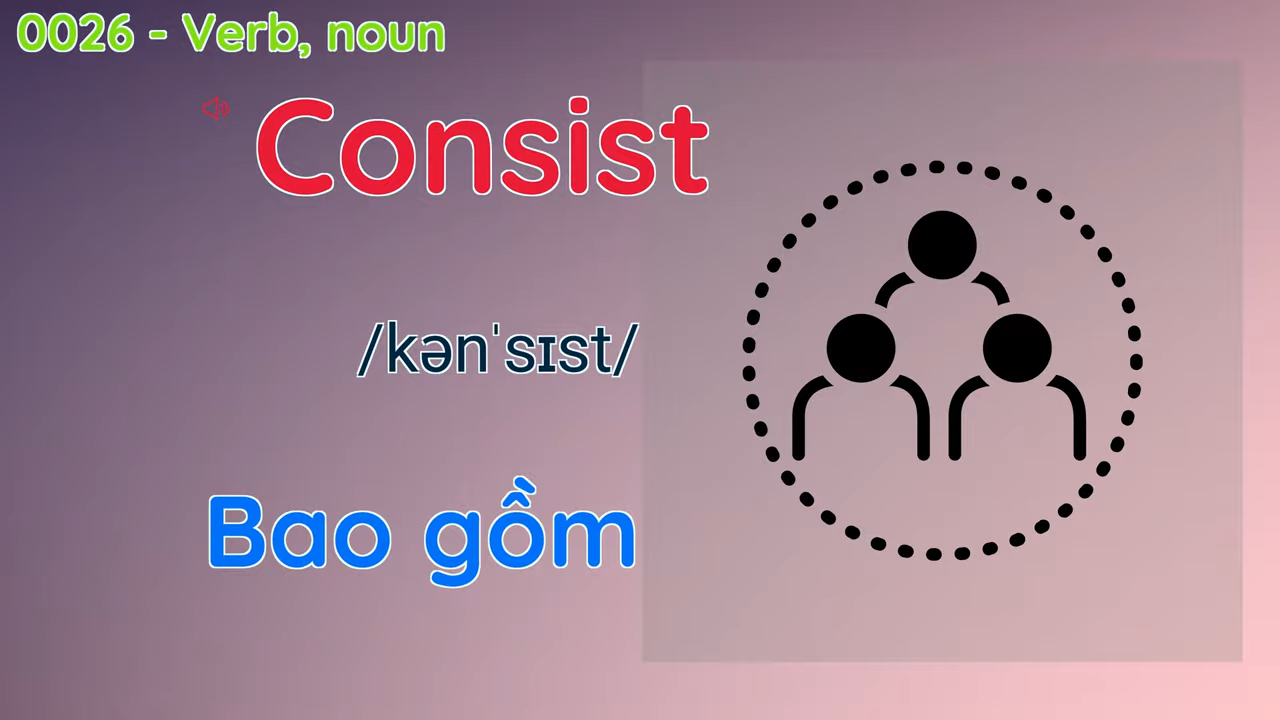 0026 - Verb, noun
Consist
/kənˈsɪst/
Bao gồm